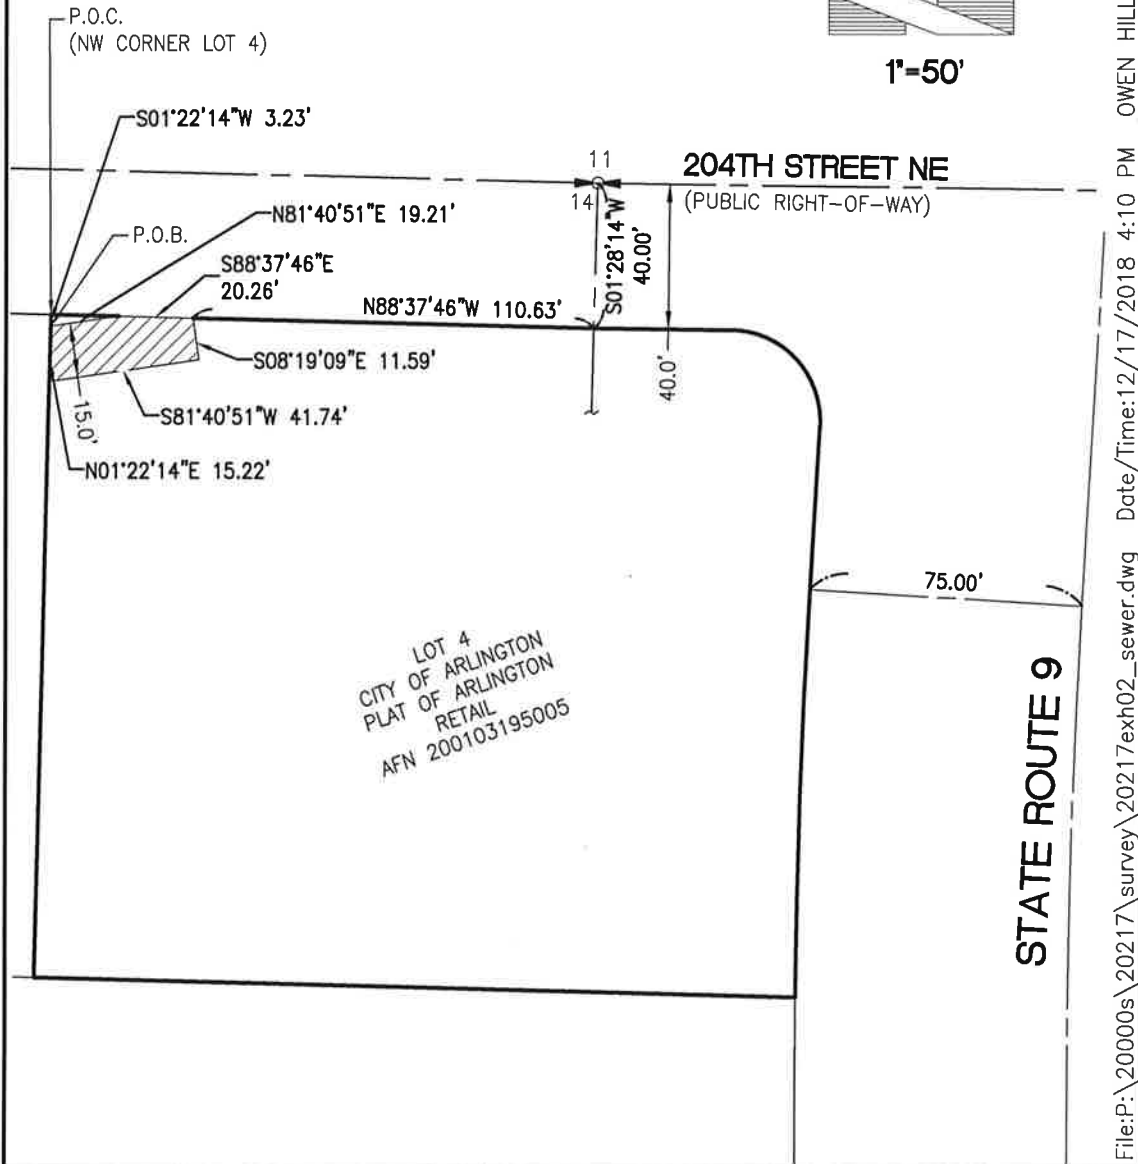 P.O.C.
(NW CORNER LOT 4)
1"=50'
S01°22'14"W 3.23'
11
204TH STREET NE
14
(PUBLIC RIGHT-OF-WAY)
N81°40'51"E 19.21'
P.O.B.
S88°37'46"E
20.26'
S01°28'14"W
40.00'
N88°37'46"W 110.63'
S08°19'09"E 11.59'
40.0'
S81°40'51"W 41.74'
15.0'
N01°22'14"E 15.22'
75.00'
LOT 4
CITY OF ARLINGTON
PLAT OF ARLINGTON
RETAIL
AFN 200103195005
STATE ROUTE 9
File:P:\20000s\20217\survey\20217exh02_sewer.dwg Date/Time:12/17/2018 4:10 PM OWEN HILL